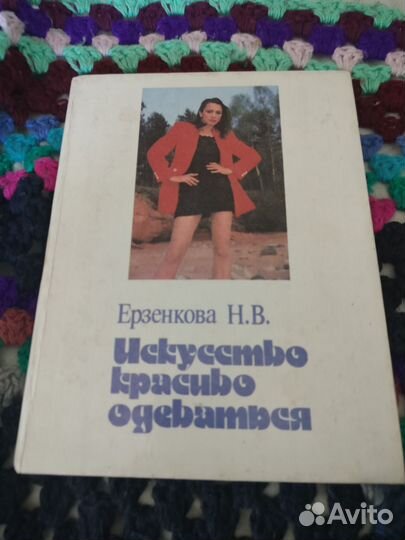 Ерзенкова Н.В.
Искусство
красиво
одеваться
Avito